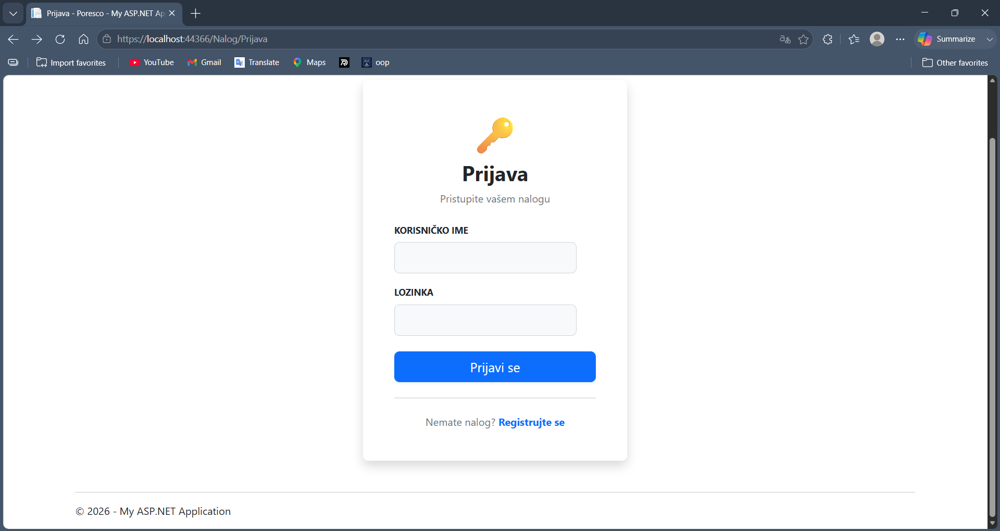 Prijava - Poresco - My ASP.NET Ap
https://localhost:44366/Nalog/Prijava
Summarize
Import favorites
YouTube
Gmail
Translate
Maps
oop
Other favorites
Prijava
Pristupite vašem nalogu
KORISNIČKO IME
LOZINKA
Prijavi se
Nemate nalog? Registrujte se
© 2026 - My ASP.NET Application